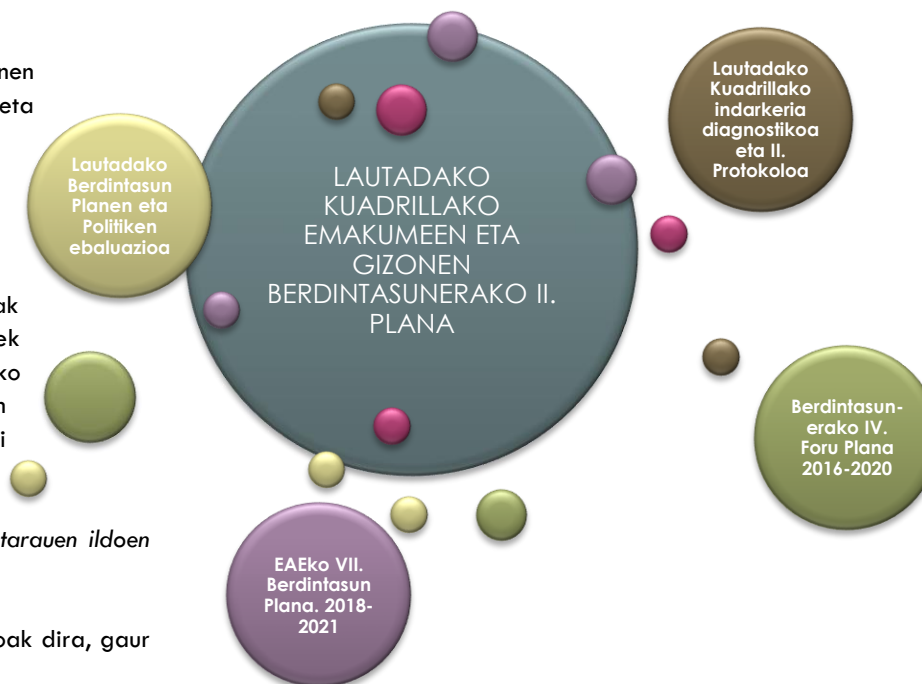 nen
eta
ak
ek
ko
n
i
tarauen ildoen
oak dira, gaur
Lautadako
Berdintasun
Planen eta
Politiken
ebaluazioa
LAUTADAKO
KUADRILLAKO
EMAKUMEEN ETA
GIZONEN
BERDINTASUNERAKO II.
PLANA
Lautadako
Kuadrillako
indarkeria
diagnostikoa
eta II.
Protokoloa
Berdintasun-
erako IV.
Foru Plana
2016-2020
EAEko VII.
Berdintasun
Plana. 2018-
2021